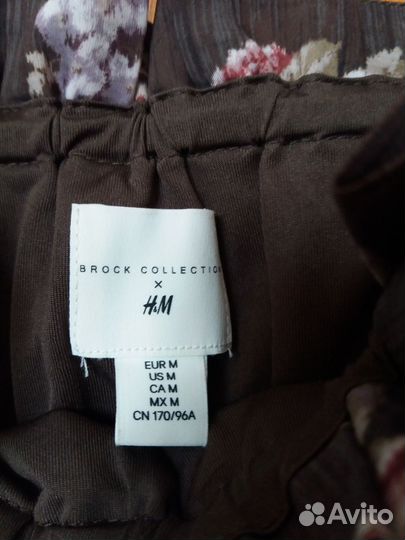 BROCK COLLECTION
×
H&M
EUR M
US M
CA M
MX M
CN 170/96A
Avito